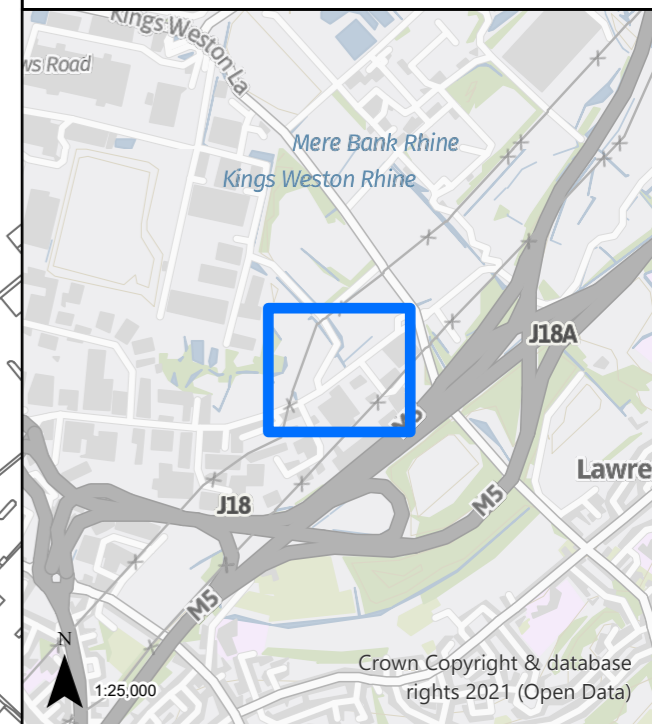 Kings Weston La
ws Road
Mere Bank Rhine
Kings Weston Rhine
J18A
M5
Lawre
J18
M5
M5
N
1:25,000
Crown Copyright & database
rights 2021 (Open Data)